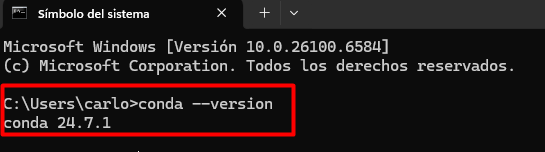 Símbolo del sistema
Microsoft Windows [Versión 10.0.26100.6584]
(c) Microsoft Corporation. Todos los derechos reservados.
C:\Users\carlo>conda --version
conda 24.7.1